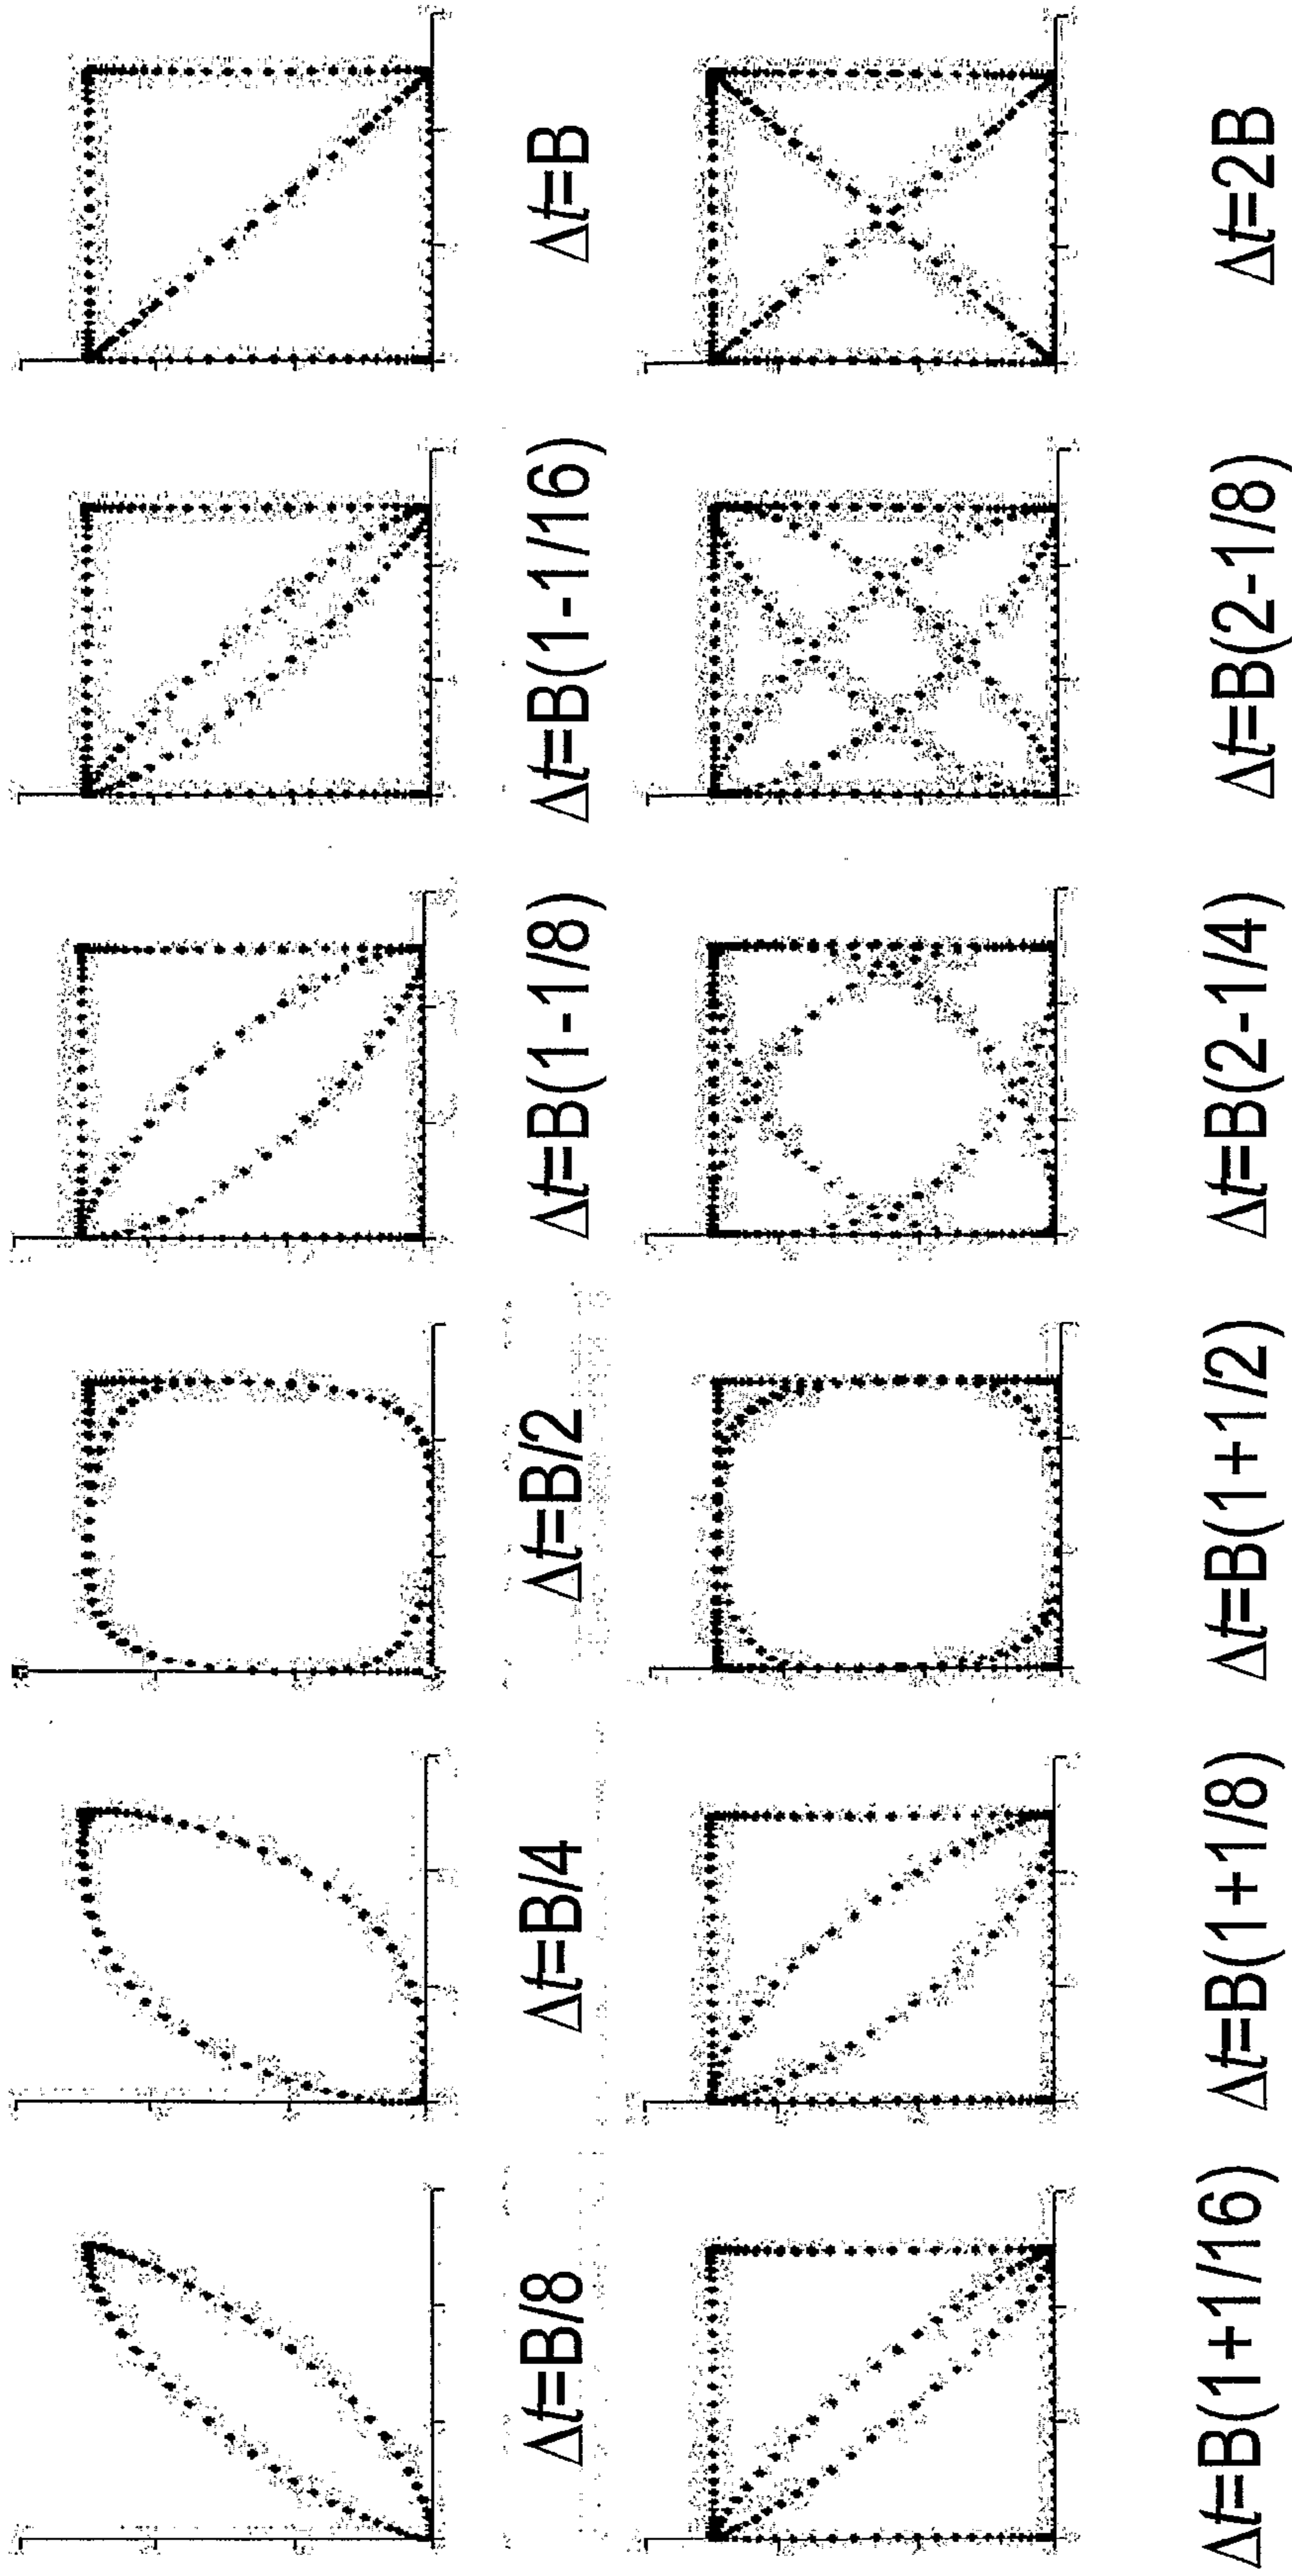 Δt=B/8
Δt=B/4
Δt=B/2
Δt=B(1-1/8)
Δt=B(1-1/16)
Δt=B
Δt=B(1+1/16)
Δt=B(1+1/8)
Δt=B(1+1/2)
Δt=B(2-1/4)
Δt=B(2-1/8)
Δt=2B